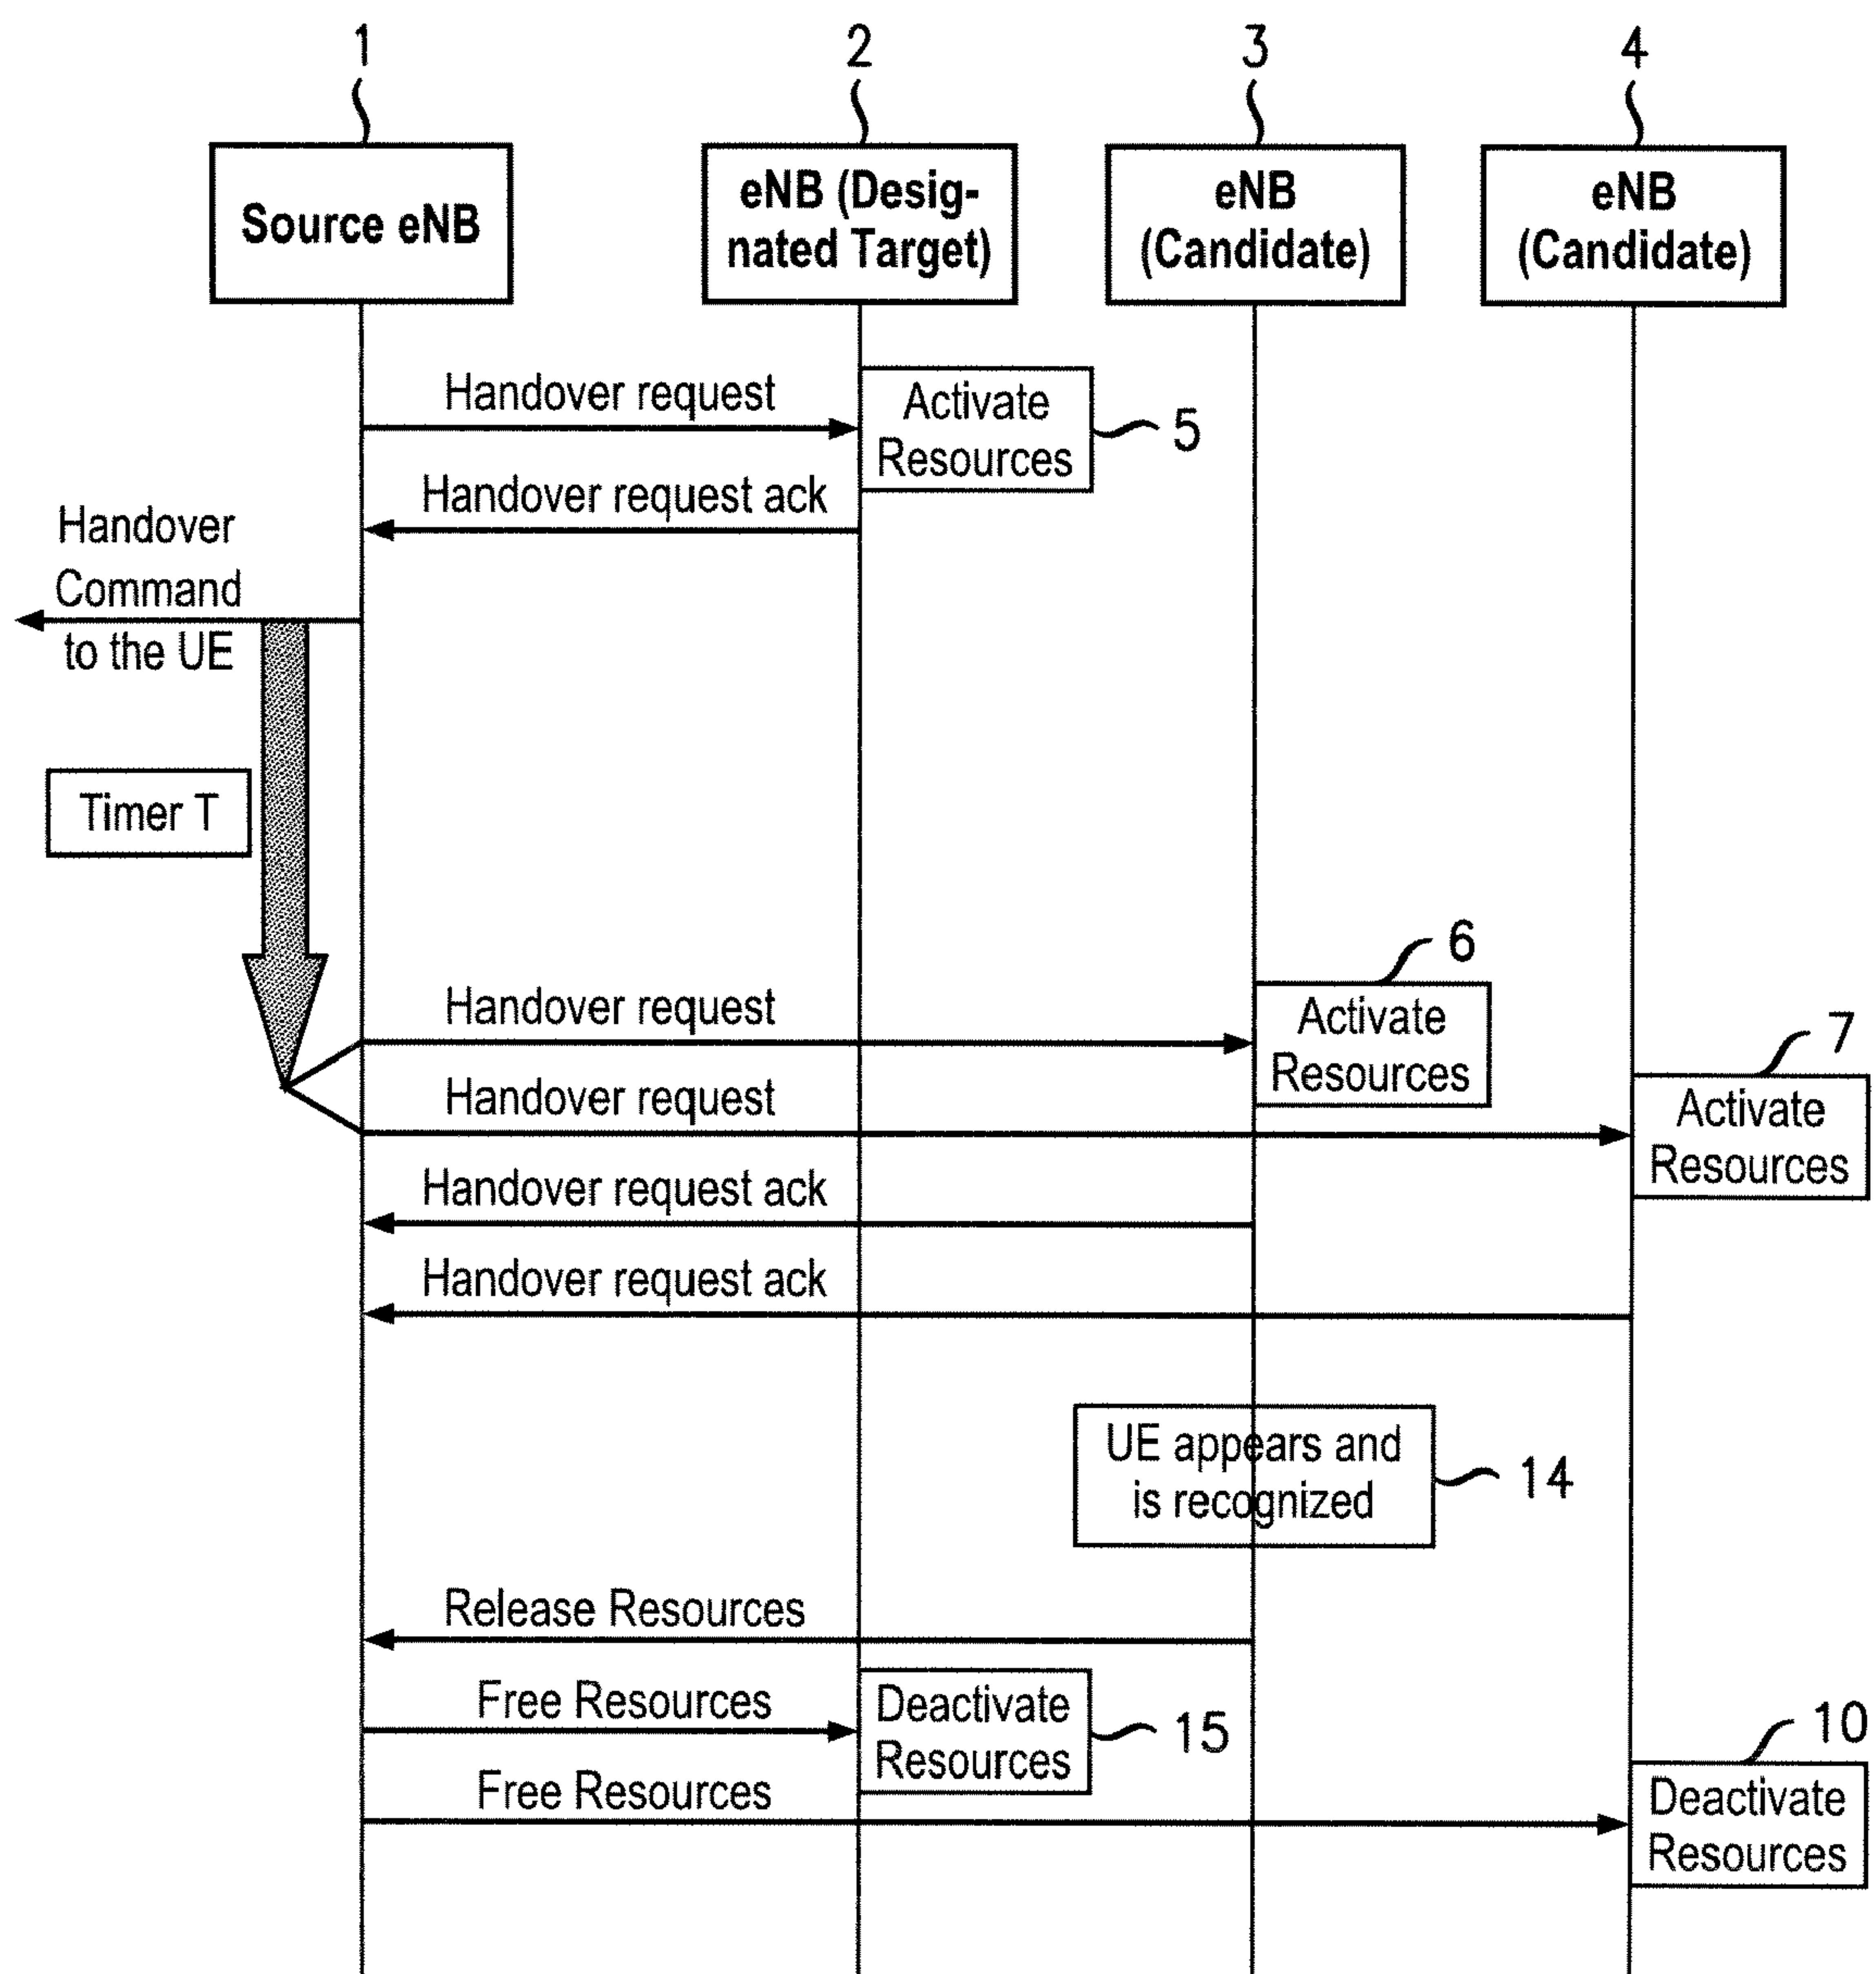 1
2
3
4
Source eNB
eNB (Desig-
nated Target)
eNB
(Candidate)
eNB
(Candidate)
Handover request
Activate
Resources
5
Handover request ack
Handover
Command
to the UE
Timer T
6
Handover request
Activate
Resources
7
Handover request
Activate
Resources
Handover request ack
Handover request ack
UE appears and
is recognized
14
Release Resources
Free Resources
Deactivate
Resources
15
10
Free Resources
Deactivate
Resources